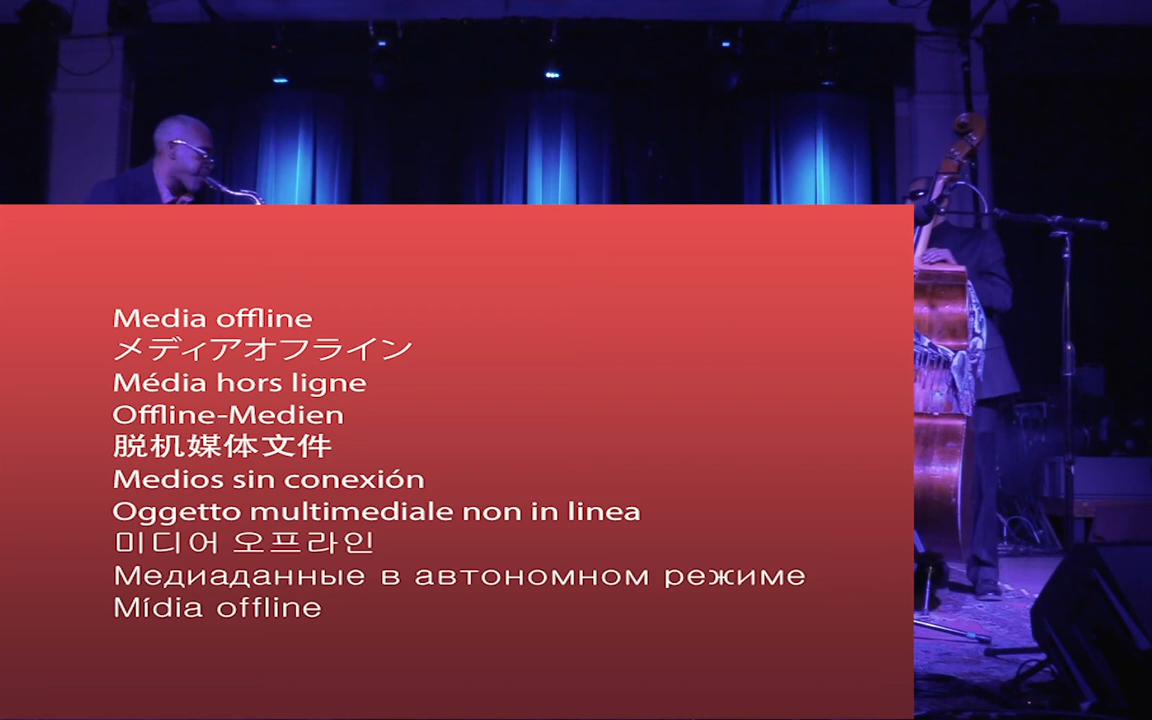 Media offline
メディアオフライン
Média hors ligne
Offline-Medien
脱机媒体文件
Medios sin conexión
Oggetto multimediale non in linea
미디어 오프라인
Медиаданные в автономном режиме
Mídia offline